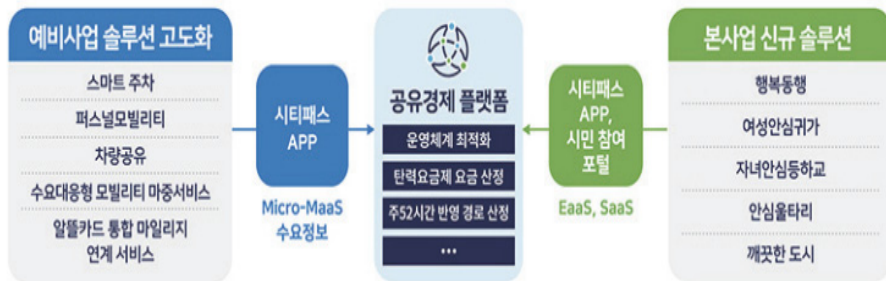 예비사업 솔루션 고도화
스마트 주차
퍼스널모빌리티
차량공유
수요대응형 모빌리티 마중서비스
알뜰카드 통합 마일리지
연계 서비스
시티패스
APP
Micro-MaaS
수요정보
공유경제 플랫폼
운영체계 최적화
탄력요금제 요금 산정
주52시간 반영 경로 산정
...
시티패스
APP,
시민 참여
포털
EaaS, SaaS
본사업 신규 솔루션
행복동행
여성안심귀가
자녀안심등하교
안심울타리
깨끗한 도시